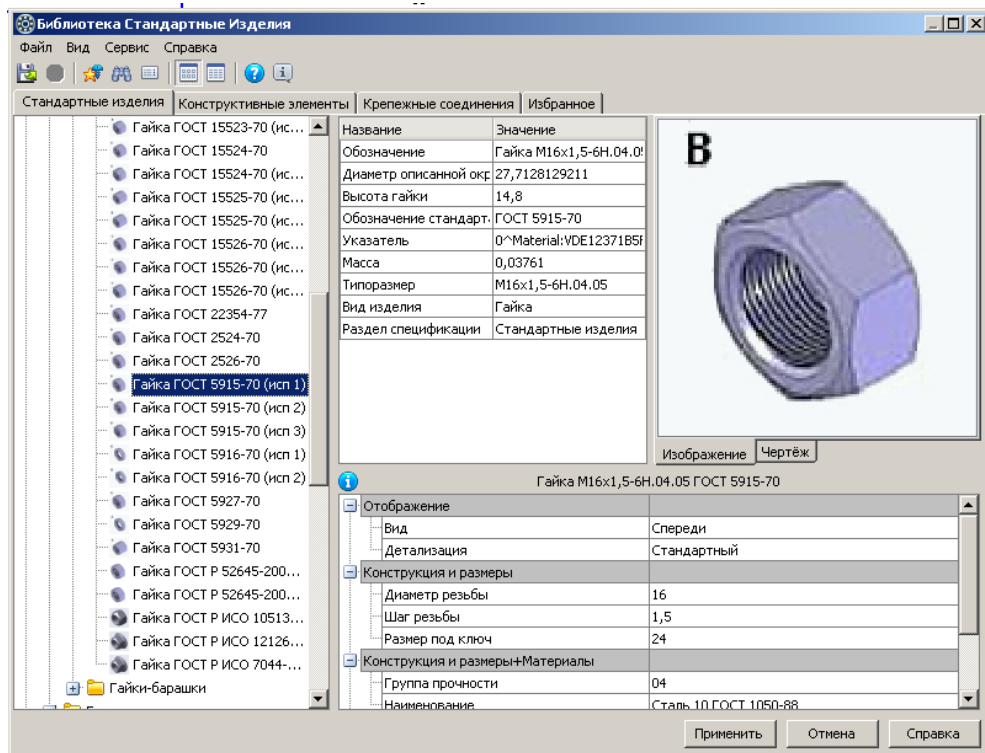 Библиотека Стандартные Изделия
Файл Вид Сервис Справка
Стандартные изделия Конструктивные элементы Крепежные соединения Избранное
Гайка ГОСТ 15523-70 (ис...
Гайка ГОСТ 15524-70
Гайка ГОСТ 15524-70 (ис...
Гайка ГОСТ 15525-70 (ис...
Гайка ГОСТ 15525-70 (ис...
Гайка ГОСТ 15526-70 (ис...
Гайка ГОСТ 15526-70 (ис...
Гайка ГОСТ 15526-70 (ис...
Гайка ГОСТ 22354-77
Гайка ГОСТ 2524-70
Гайка ГОСТ 2526-70
Гайка ГОСТ 5915-70 (исп 1)
Гайка ГОСТ 5915-70 (исп 2)
Гайка ГОСТ 5915-70 (исп 3)
Гайка ГОСТ 5916-70 (исп 1)
Гайка ГОСТ 5916-70 (исп 2)
Гайка ГОСТ 5927-70
Гайка ГОСТ 5929-70
Гайка ГОСТ 5931-70
Гайка ГОСТ Р 52645-200...
Гайка ГОСТ Р 52645-200...
Гайка ГОСТ Р ИСО 10513...
Гайка ГОСТ Р ИСО 12126...
Гайка ГОСТ Р ИСО 7044-...
Гайки-барашки
Название Значение
Обозначение Гайка M16x1,5-6H.04.0
Диаметр описанной окр 27,7128129211
Высота гайки 14,8
Обозначение стандарт. ГОСТ 5915-70
Указатель 0^Material:VDE12371B5F
Масса 0,03761
Типоразмер M16x1,5-6H.04.05
Вид изделия Гайка
Раздел спецификации Стандартные изделия
B
Изображение Чертёж
Гайка M16x1,5-6H.04.05 ГОСТ 5915-70
Отображение
Вид Спереди
Детализация Стандартный
Конструкция и размеры
Диаметр резьбы 16
Шаг резьбы 1,5
Размер под ключ 24
Конструкция и размеры+Материалы
Группа прочности 04
Наименование Сталь 10 ГОСТ 1050-88
Применить Отмена Справка